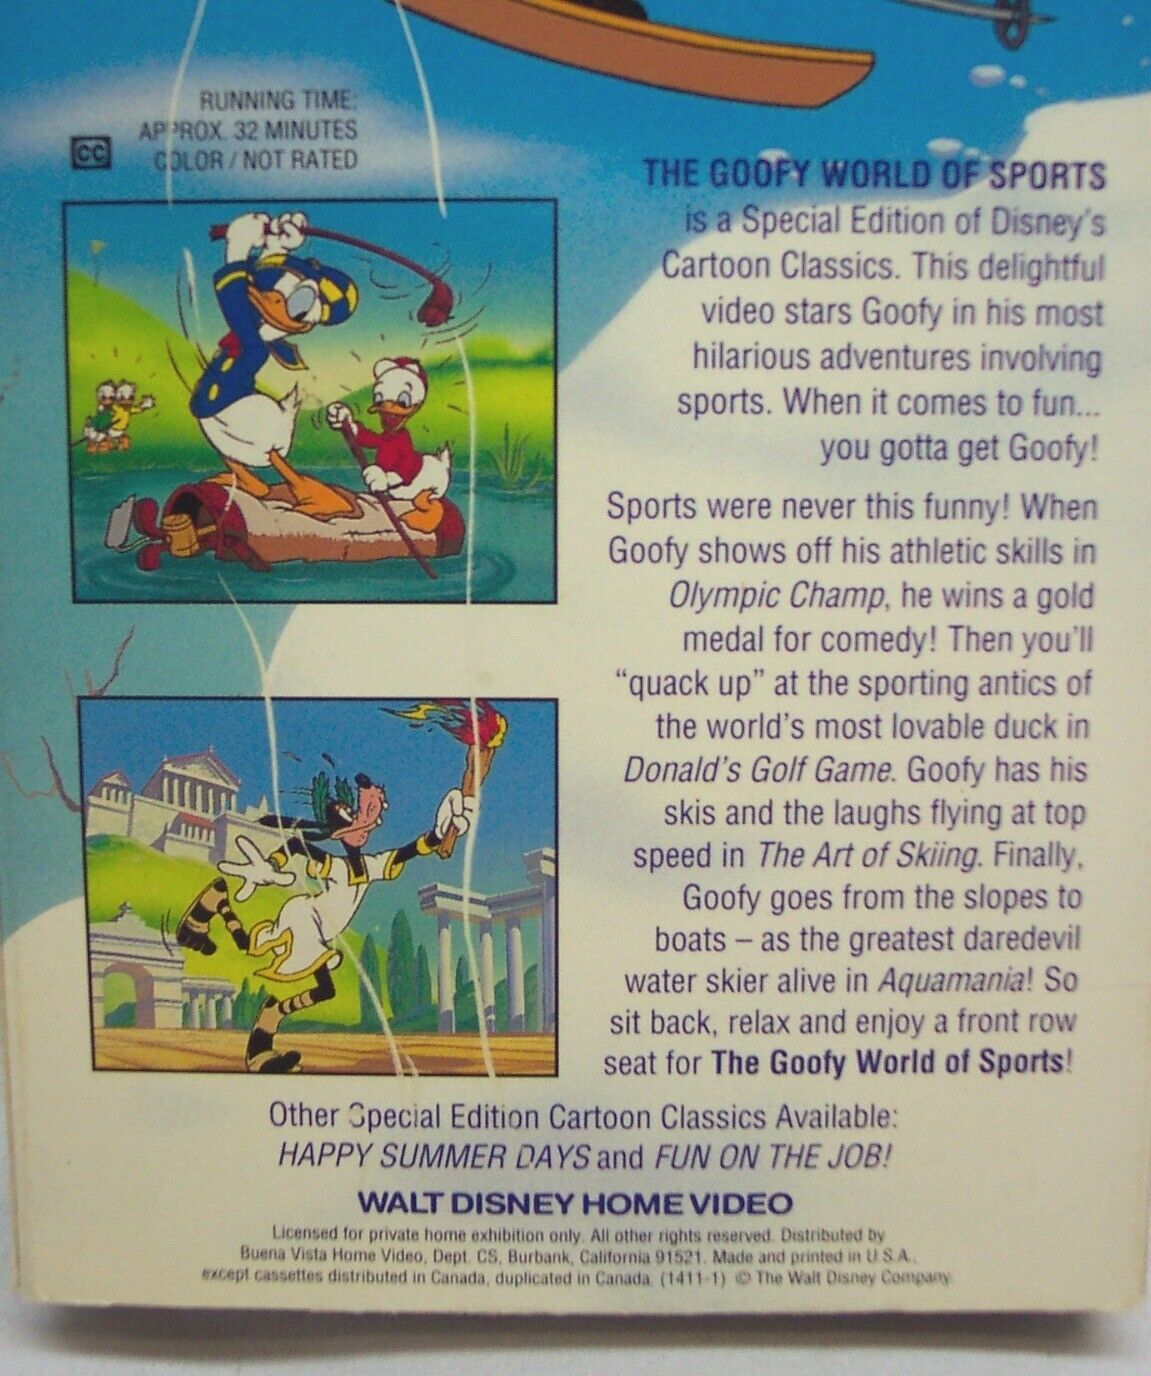 RUNNING TIME:
APPROX. 32 MINUTES
CC
COLOR / NOT RATED
THE GOOFY WORLD OF SPORTS
is a Special Edition of Disney's
Cartoon Classics. This delightful
video stars Goofy in his most
hilarious adventures involving
sports. When it comes to fun...
you gotta get Goofy!
Sports were never this funny! When
Goofy shows off his athletic skills in
Olympic Champ, he wins a gold
medal for comedy! Then you'll
“quack up” at the sporting antics of
the world's most lovable duck in
Donald's Golf Game. Goofy has his
skis and the laughs flying at top
speed in The Art of Skiing. Finally,
Goofy goes from the slopes to
boats – as the greatest daredevil
water skier alive in Aquamania! So
sit back, relax and enjoy a front row
seat for The Goofy World of Sports!
Other Special Edition Cartoon Classics Available:
HAPPY SUMMER DAYS and FUN ON THE JOB!
WALT DISNEY HOME VIDEO
Licensed for private home exhibition only. All other rights reserved. Distributed by
Buena Vista Home Video, Dept. CS, Burbank, California 91521. Made and printed in U.S.A.,
except cassettes distributed in Canada, duplicated in Canada. (1411-1) © The Walt Disney Company.